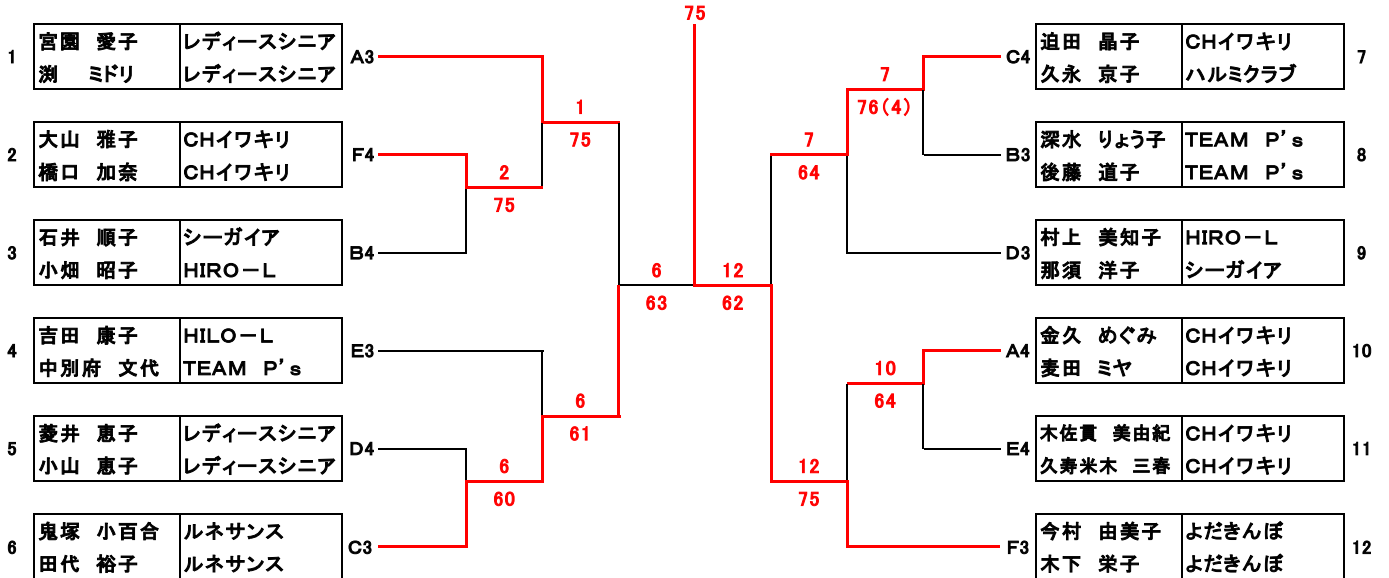 75
1
宮園 愛子 レディースシニア
渕 ミドリ レディースシニア
A3
2
大山 雅子 CHイワキリ
橋口 加奈 CHイワキリ
F4
3
石井 順子 シーガイア
小畑 昭子 HIRO-L
B4
4
吉田 康子 HILO-L
中別府 文代 TEAM P's
E3
5
菱井 恵子 レディースシニア
小山 恵子 レディースシニア
D4
6
鬼塚 小百合 ルネサンス
田代 裕子 ルネサンス
C3
1
75
2
75
6
63
6
61
6
60
12
62
7
64
7
76(4)
10
64
12
75
C4
迫田 晶子 CHイワキリ
久永 京子 ハルミクラブ
7
B3
深水 りょう子 TEAM P's
後藤 道子 TEAM P's
8
D3
村上 美知子 HIRO-L
那須 洋子 シーガイア
9
A4
金久 めぐみ CHイワキリ
麦田 ミヤ CHイワキリ
10
E4
木佐貫 美由紀 CHイワキリ
久寿米木 三春 CHイワキリ
11
F3
今村 由美子 よだきんぼ
木下 栄子 よだきんぼ
12